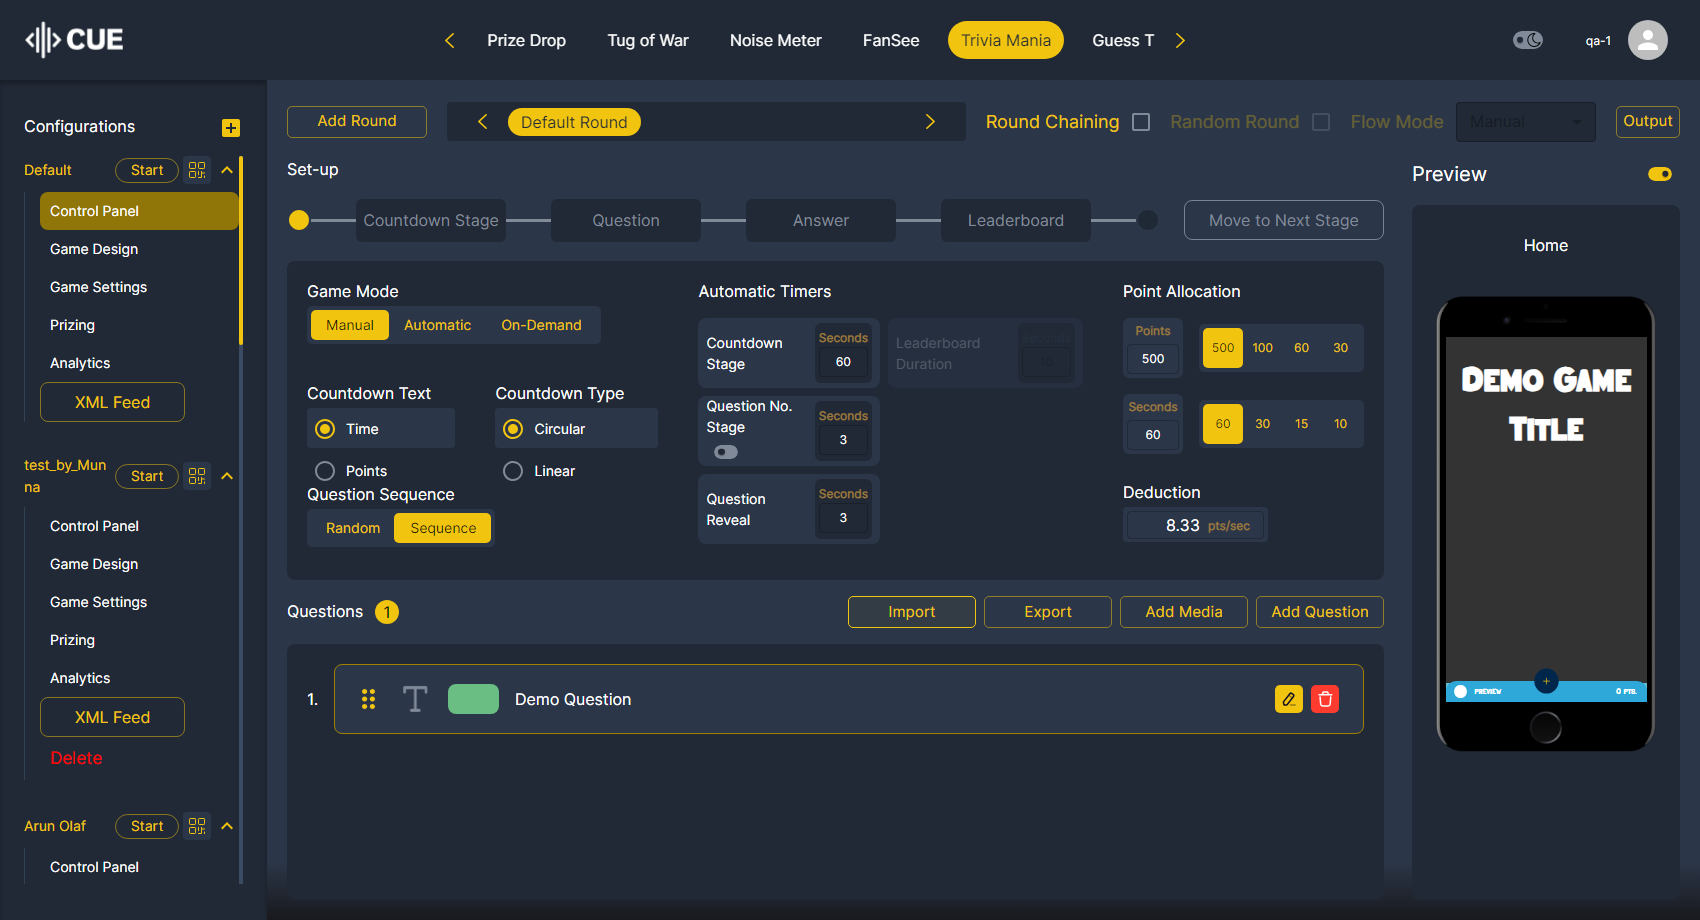 CUE
Prize Drop
Tug of War
Noise Meter
FanSee
Trivia Mania
Guess T
qa-1
Configurations
Default
Start
Control Panel
Game Design
Game Settings
Prizing
Analytics
XML Feed
test_by_Mun
na
Start
Control Panel
Game Design
Game Settings
Prizing
Analytics
XML Feed
Delete
Arun Olaf
Start
Control Panel
Add Round
Default Round
Round Chaining
Random Round
Flow Mode
Manual
Output
Set-up
Countdown Stage
Question
Answer
Leaderboard
Move to Next Stage
Game Mode
Manual
Automatic
On-Demand
Countdown Text
Time
Points
Countdown Type
Circular
Linear
Question Sequence
Random
Sequence
Automatic Timers
Countdown
Stage
Seconds
60
Leaderboard
Duration
Seconds
10
Question No.
Stage
Seconds
3
Question
Reveal
Seconds
3
Point Allocation
Points
500
500
100
60
30
Seconds
60
60
30
15
10
Deduction
8.33 pts/sec
Questions 1
Import
Export
Add Media
Add Question
1.
T
Demo Question
Preview
Home
Demo Game
Title
+
PREVIEW
0 PTS.